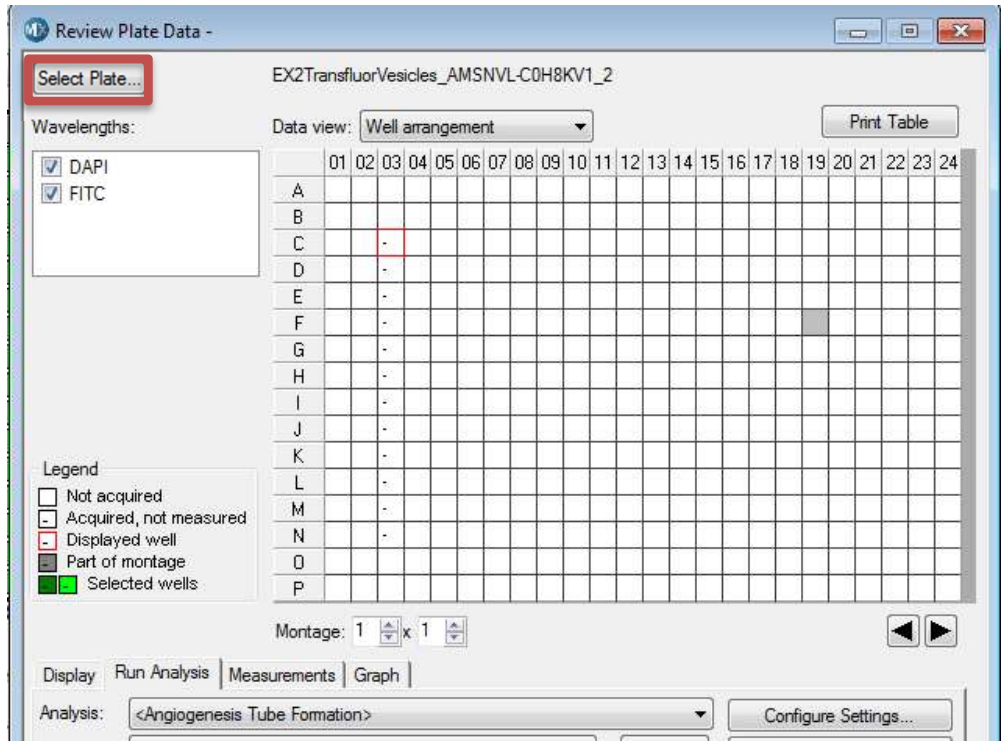 Review Plate Data -
Select Plate...
EX2TransfluorVesicles_AMSNVL-C0H8KV1_2
Wavelengths:
Data view: Well arrangement
Print Table
DAPI
FITC
01 02 03 04 05 06 07 08 09 10 11 12 13 14 15 16 17 18 19 20 21 22 23 24
A
B
C -
D -
E -
F -
G -
H -
I -
J -
K -
L -
M -
N -
O
P
Legend
Not acquired
- Acquired, not measured
- Displayed well
- Part of montage
- - Selected wells
Montage: 1 x 1
Display Run Analysis Measurements Graph
Analysis: <Angiogenesis Tube Formation> Configure Settings...